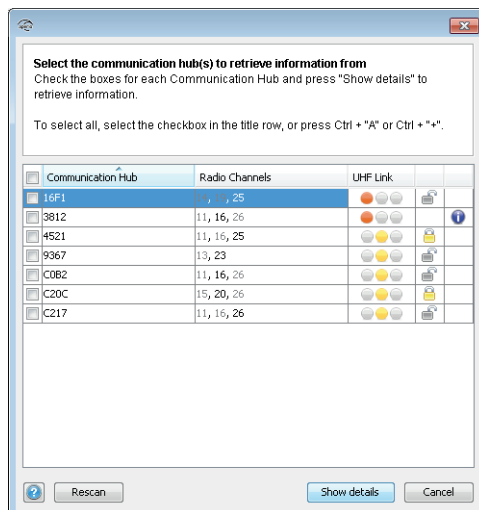 Select the communication hub(s) to retrieve information from
Check the boxes for each Communication Hub and press "Show details" to
retrieve information.
To select all, select the checkbox in the title row, or press Ctrl + "A" or Ctrl + "+".
Communication Hub Radio Channels UHF Link
16F1 25
3812 11, 16, 26
4521 11, 16, 25
9367 13, 23
C0B2 11, 16, 26
C20C 15, 20, 26
C217 11, 16, 26
? Rescan Show details Cancel